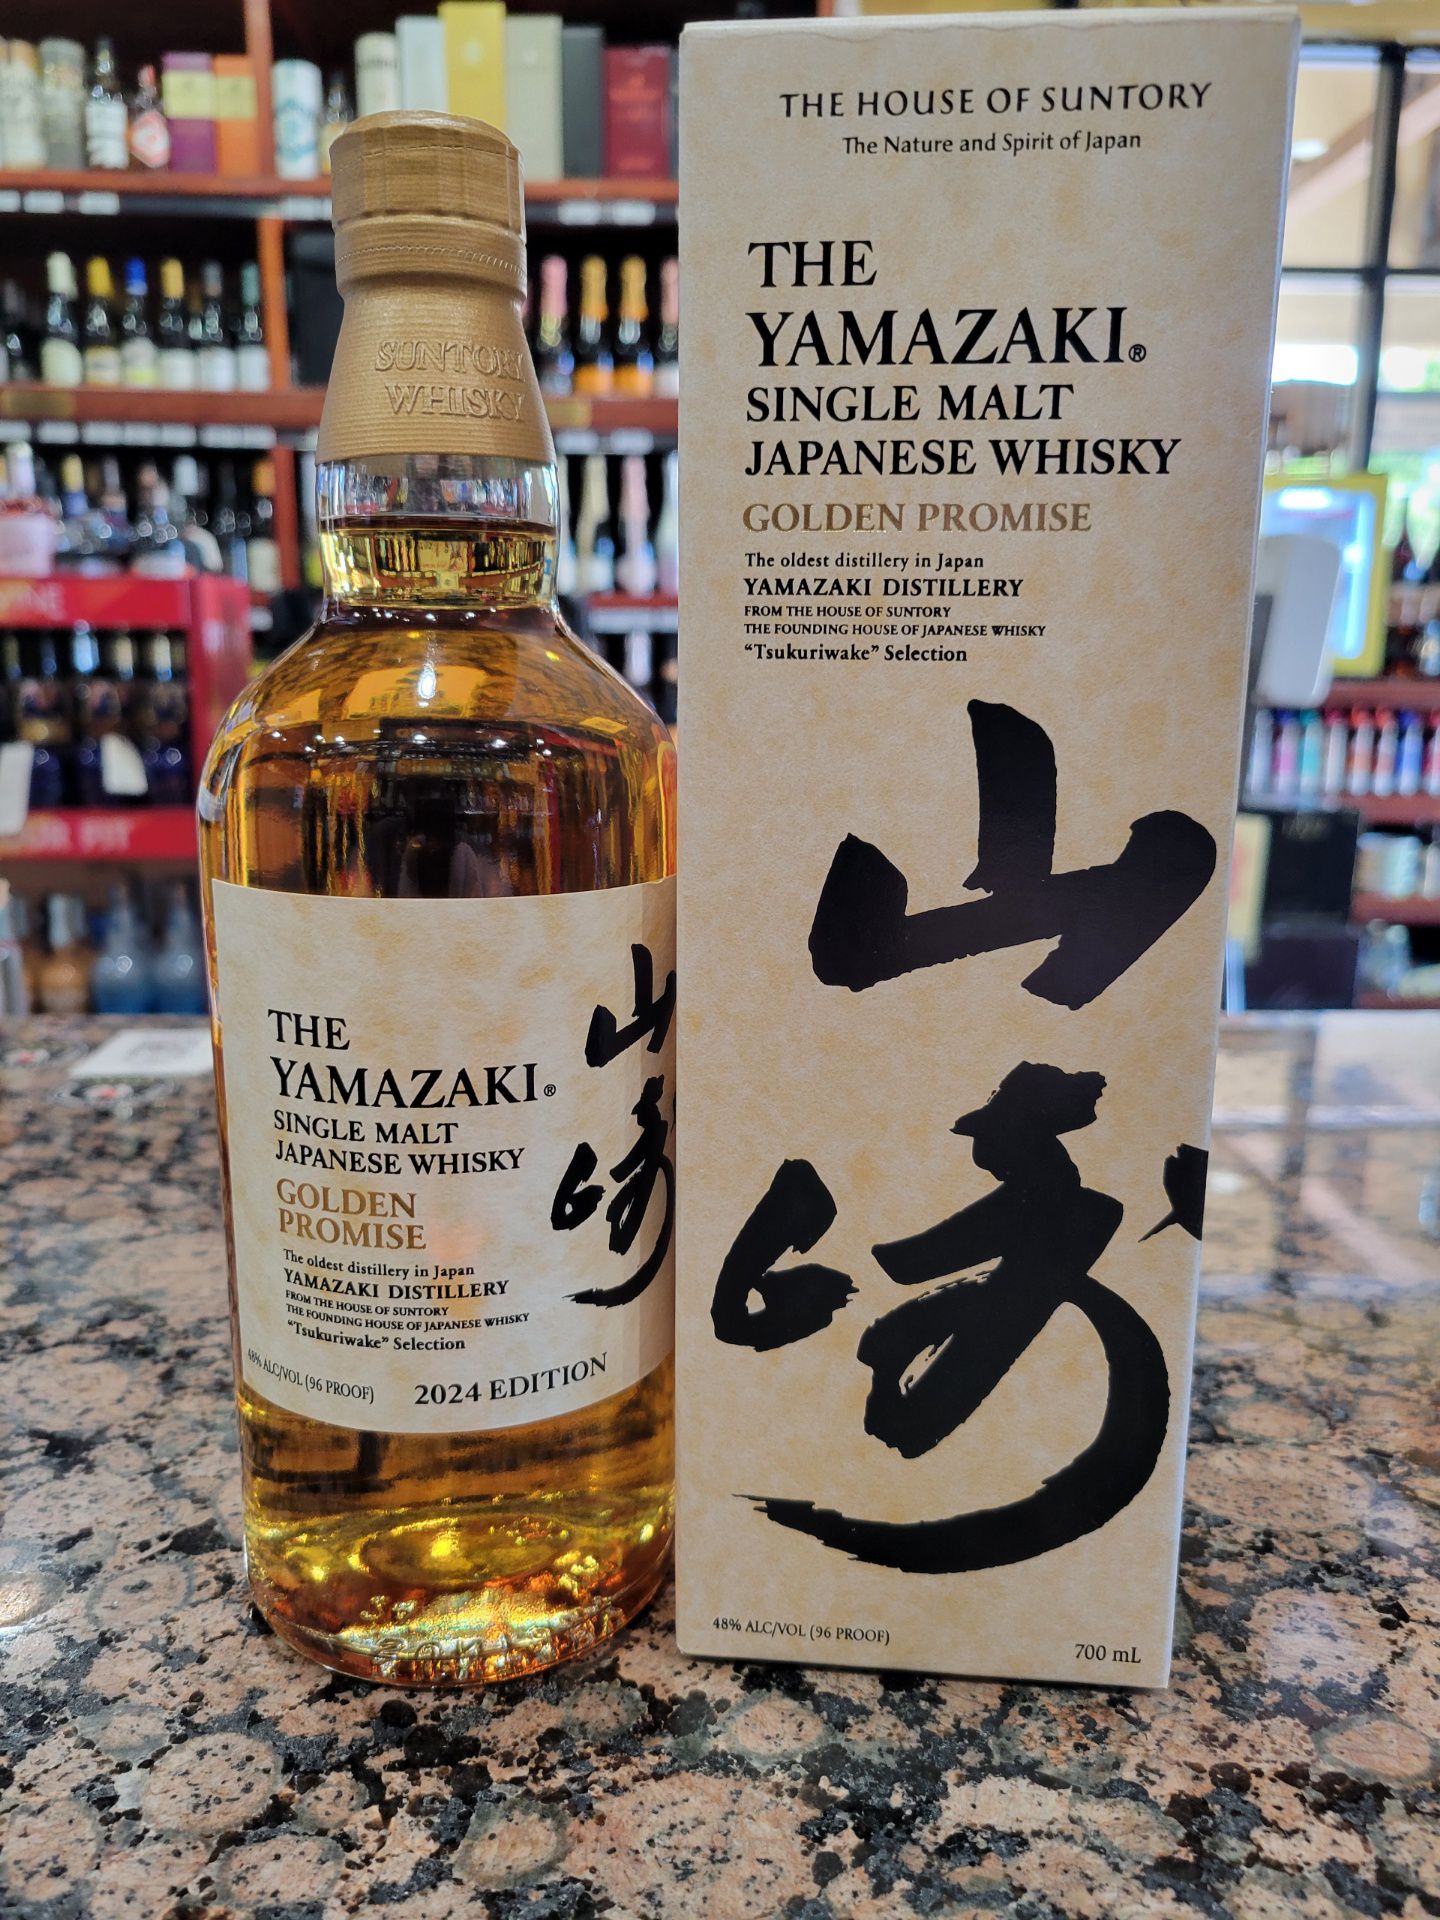 SUNTORY
WHISKY
THE
YAMAZAKI®
SINGLE MALT
JAPANESE WHISKY
GOLDEN
PROMISE
The oldest distillery in Japan
YAMAZAKI DISTILLERY
FROM THE HOUSE OF SUNTORY
THE FOUNDING HOUSE OF JAPANESE WHISKY
"Tsukuriwake" Selection
48% ALC/VOL (96 PROOF)
2024 EDITION
山
崎
THE HOUSE OF SUNTORY
The Nature and Spirit of Japan
THE
YAMAZAKI®
SINGLE MALT
JAPANESE WHISKY
GOLDEN PROMISE
The oldest distillery in Japan
YAMAZAKI DISTILLERY
FROM THE HOUSE OF SUNTORY
THE FOUNDING HOUSE OF JAPANESE WHISKY
"Tsukuriwake" Selection
山
崎
48% ALC/VOL (96 PROOF)
700 mL